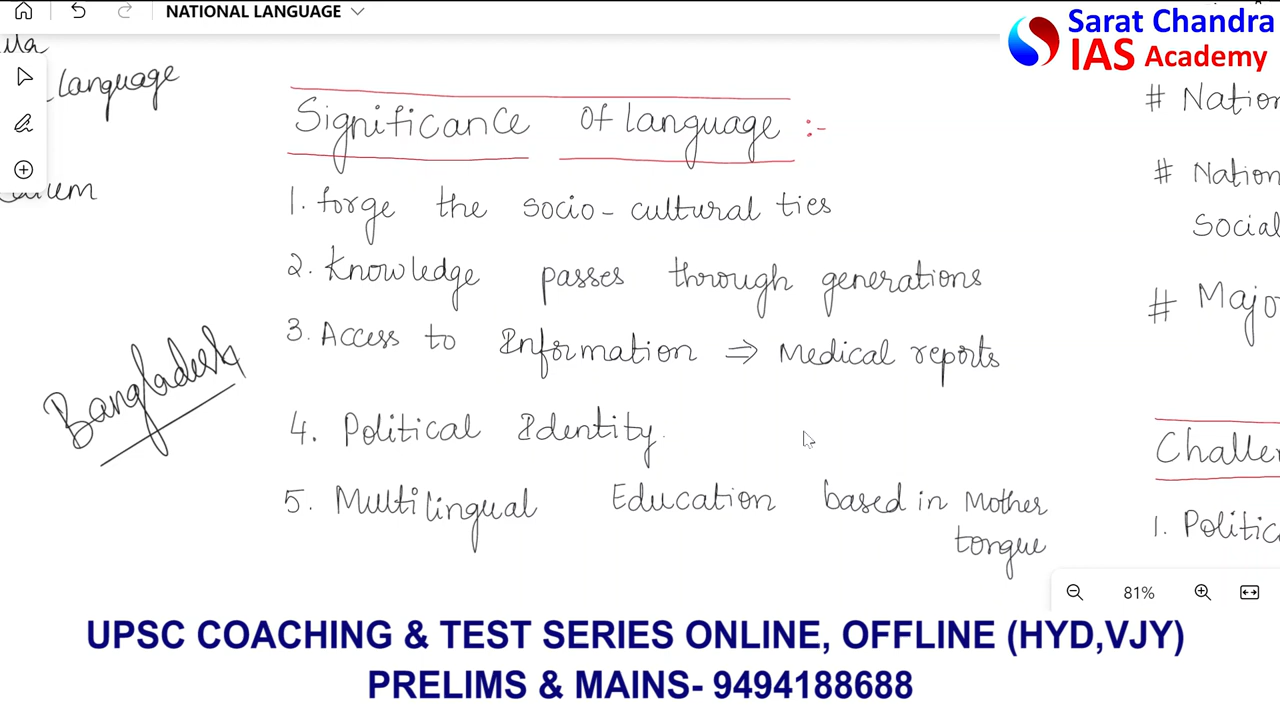 NATIONAL LANGUAGE
Sarat Chandra
IAS Academy
language
Significance Of language :-
1. forge the socio-cultural ties
2. Knowledge passes through generations
3. Access to Information ⇒ Medical reports
4. Political Identity.
5. Multilingual Education based in Mother
tongue
Bangladesh
# Nation
# Nation
Social
# Majo
Challe
1. Politic
81%
UPSC COACHING & TEST SERIES ONLINE, OFFLINE (HYD,VJY)
PRELIMS & MAINS- 9494188688